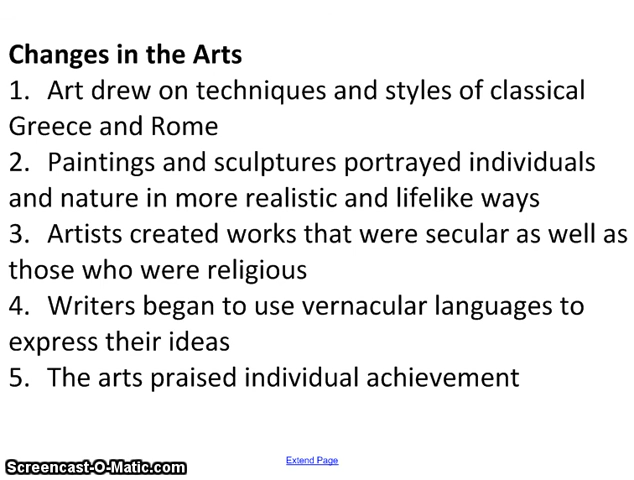 Changes in the Arts
1. Art drew on techniques and styles of classical
Greece and Rome
2. Paintings and sculptures portrayed individuals
and nature in more realistic and lifelike ways
3. Artists created works that were secular as well as
those who were religious
4. Writers began to use vernacular languages to
express their ideas
5. The arts praised individual achievement
Extend Page
Screencast-O-Matic.com